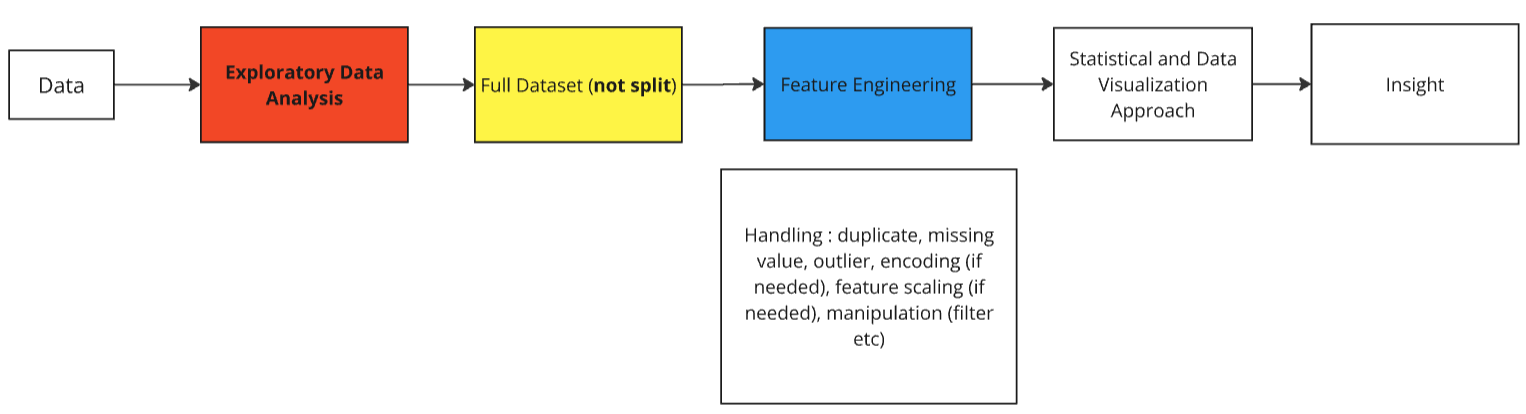 Data
Exploratory Data
Analysis
Full Dataset (not split)
Feature Engineering
Statistical and Data
Visualization
Approach
Insight
Handling : duplicate, missing
value, outlier, encoding (if
needed), feature scaling (if
needed), manipulation (filter
etc)